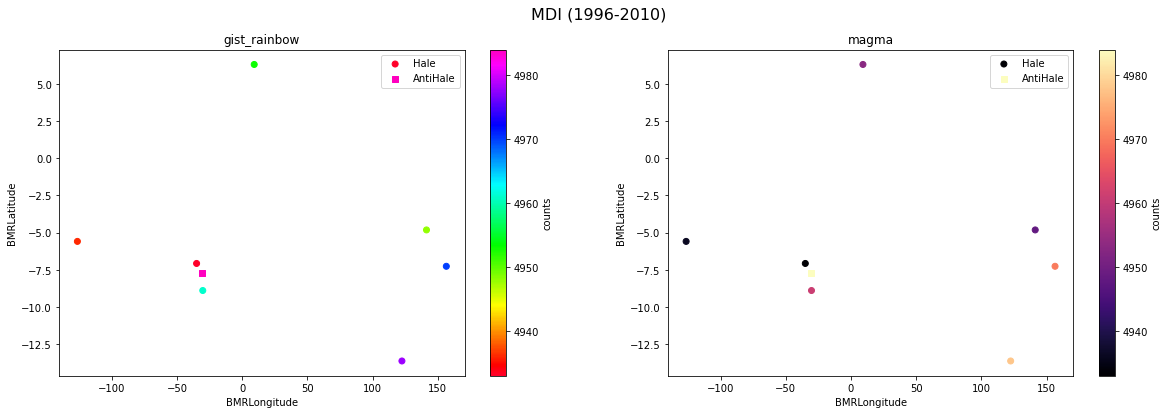 MDI (1996-2010)
gist_rainbow
Hale
AntiHale
5.0
2.5
0.0
−2.5
−5.0
−7.5
−10.0
−12.5
BMRLatitude
−100
−50
0
50
100
150
BMRLongitude
4980
4970
4960
4950
4940
counts
magma
Hale
AntiHale
5.0
2.5
0.0
−2.5
−5.0
−7.5
−10.0
−12.5
BMRLatitude
−100
−50
0
50
100
150
BMRLongitude
4980
4970
4960
4950
4940
counts